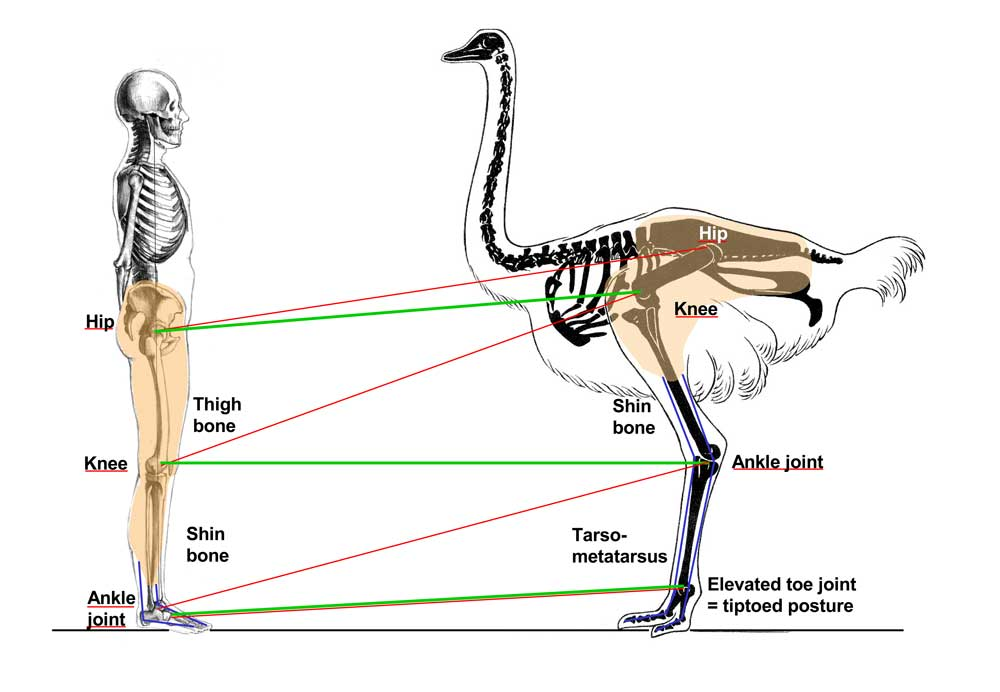 Hip
Thigh
bone
Knee
Shin
bone
Ankle
joint
Hip
Knee
Shin
bone
Ankle joint
Tarso-
metatarsus
Elevated toe joint
= tiptoed posture